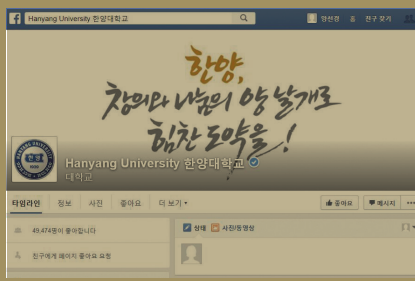 Hanyang University 한양대학교
양선경 홈 친구 찾기
한양,
창의와 나눔의 양 날개로
힘찬 도약을!
Hanyang University 한양대학교
대학교
타임라인 정보 사진 좋아요 더 보기
좋아요 메시지
49,474명이 좋아합니다
상태 사진/동영상
친구에게 페이지 좋아요 요청